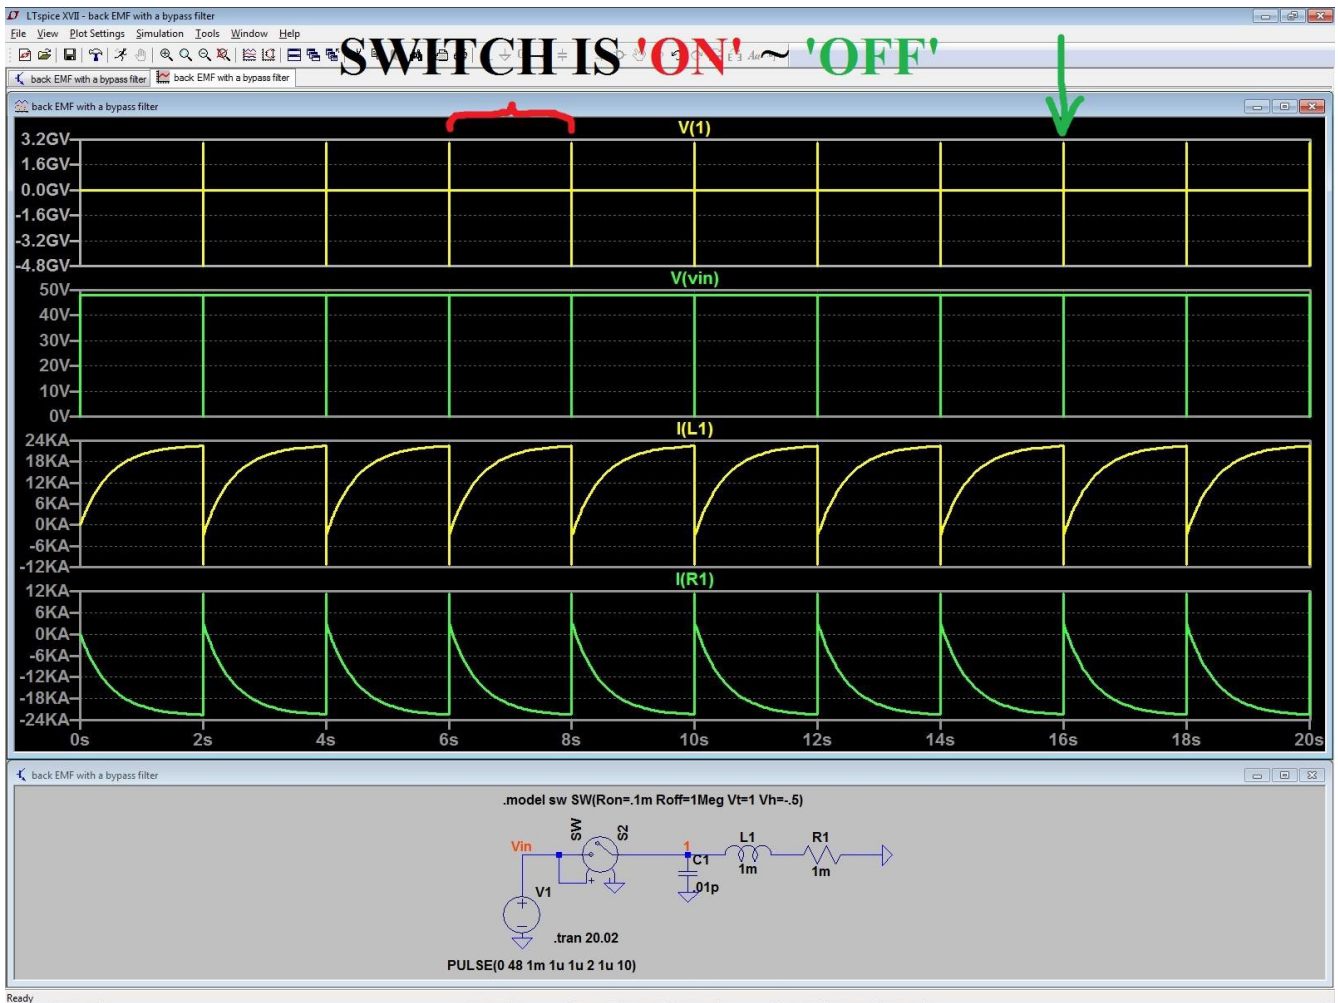 LTspice XVII - back EMF with a bypass filter
File View Plot Settings Simulation Tools Window Help
SWITCH IS 'ON' ~ 'OFF'
back EMF with a bypass filter
back EMF with a bypass filter
back EMF with a bypass filter
V(1)
3.2GV
1.6GV
0.0GV
-1.6GV
-3.2GV
-4.8GV
V(vin)
50V
40V
30V
20V
10V
0V
I(L1)
24KA
18KA
12KA
6KA
0KA
-6KA
-12KA
I(R1)
12KA
6KA
0KA
-6KA
-12KA
-18KA
-24KA
0s 2s 4s 6s 8s 10s 12s 14s 16s 18s 20s
back EMF with a bypass filter
.model sw SW(Ron=.1m Roff=1Meg Vt=1 Vh=-.5)
SW S2
Vin 1 L1 R1
C1
1m 1m
+
V1 .01p
+
.tran 20.02
PULSE(0 48 1m 1u 1u 2 1u 10)
Ready